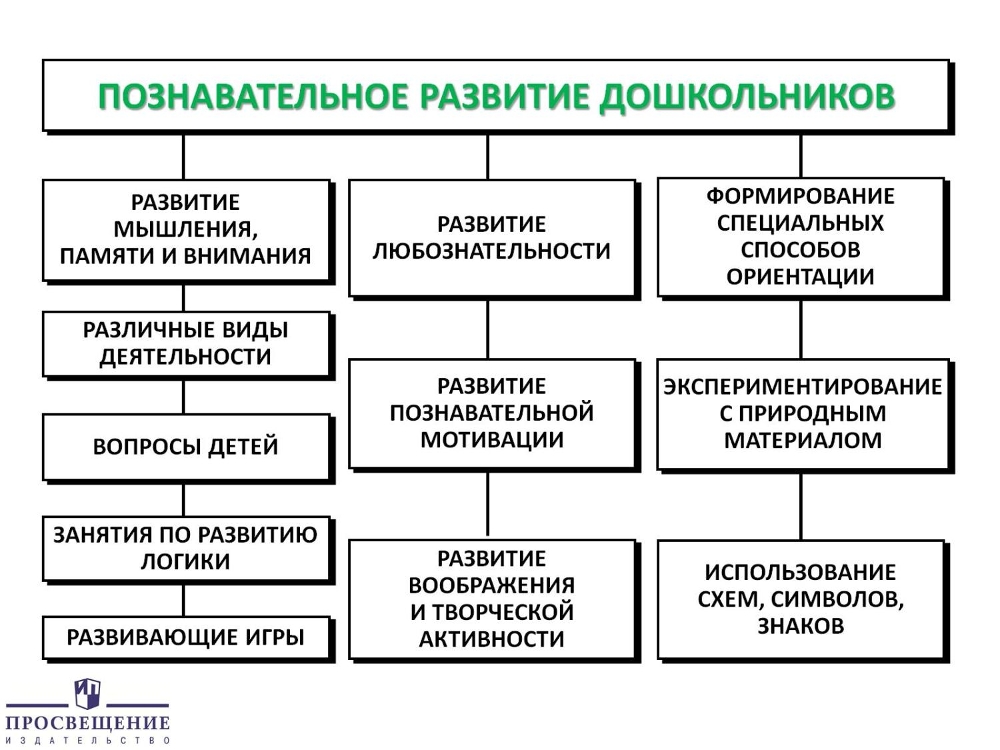 ПОЗНАВАТЕЛЬНОЕ РАЗВИТИЕ ДОШКОЛЬНИКОВ
РАЗВИТИЕ
МЫШЛЕНИЯ,
ПАМЯТИ И ВНИМАНИЯ
РАЗЛИЧНЫЕ ВИДЫ
ДЕЯТЕЛЬНОСТИ
ВОПРОСЫ ДЕТЕЙ
ЗАНЯТИЯ ПО РАЗВИТИЮ
ЛОГИКИ
РАЗВИВАЮЩИЕ ИГРЫ
РАЗВИТИЕ
ЛЮБОЗНАТЕЛЬНОСТИ
РАЗВИТИЕ
ПОЗНАВАТЕЛЬНОЙ
МОТИВАЦИИ
РАЗВИТИЕ
ВООБРАЖЕНИЯ
И ТВОРЧЕСКОЙ
АКТИВНОСТИ
ФОРМИРОВАНИЕ
СПЕЦИАЛЬНЫХ
СПОСОБОВ
ОРИЕНТАЦИИ
ЭКСПЕРИМЕНТИРОВАНИЕ
С ПРИРОДНЫМ
МАТЕРИАЛОМ
ИСПОЛЬЗОВАНИЕ
СХЕМ, СИМВОЛОВ,
ЗНАКОВ
ИП
ПРОСВЕЩЕНИЕ
ИЗДАТЕЛЬСТВО